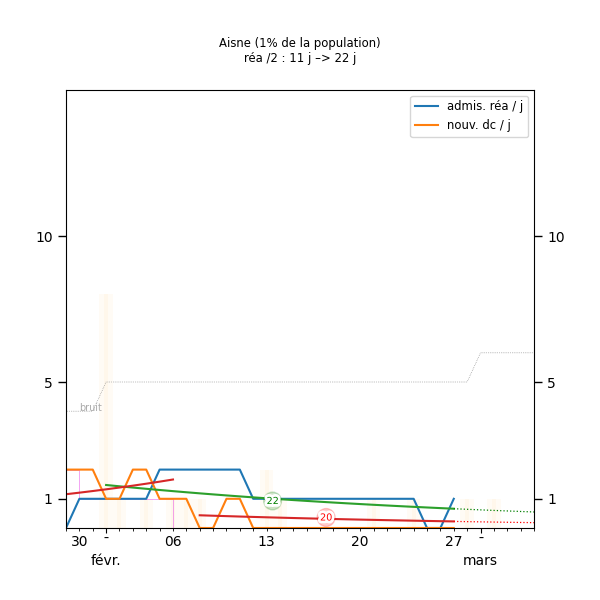 Aisne (1% de la population)
réa /2 : 11 j –> 22 j
admis. réa / j
nouv. dc / j
10 10
5 5
bruit
1 1
22
20
30 - 06 13 20 27 -
févr. mars